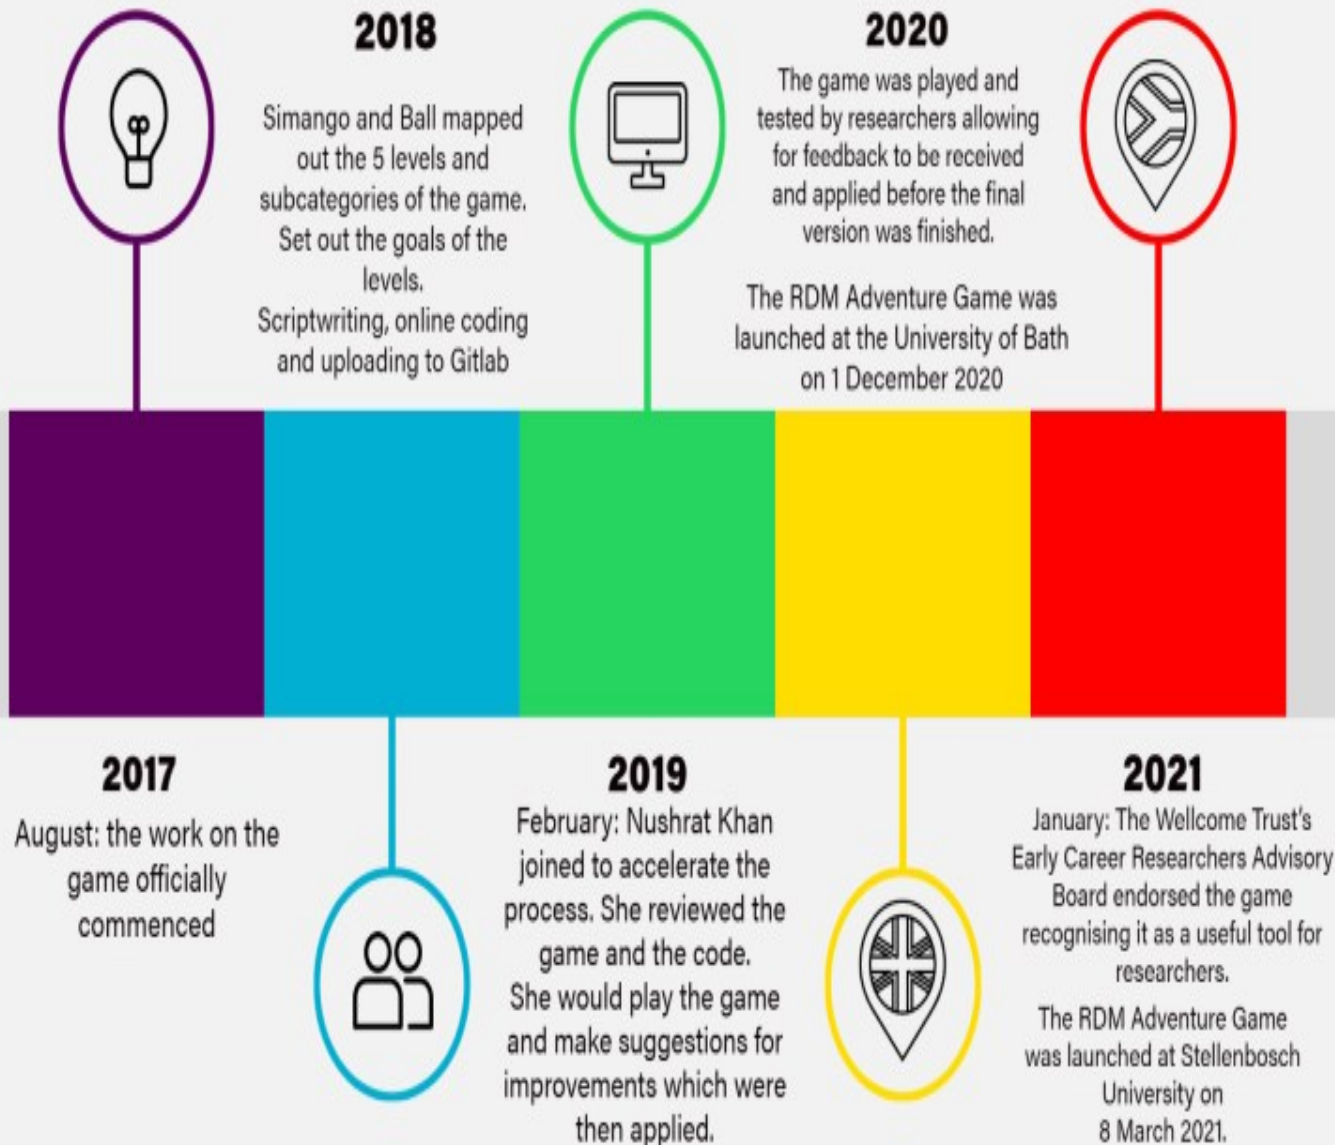 2017
August: the work on the
game officially
commenced
2018
Simango and Ball mapped
out the 5 levels and
subcategories of the game.
Set out the goals of the
levels.
Scriptwriting, online coding
and uploading to Gitlab
2019
February: Nushrat Khan
joined to accelerate the
process. She reviewed the
game and the code.
She would play the game
and make suggestions for
improvements which were
then applied.
2020
The game was played and
tested by researchers allowing
for feedback to be received
and applied before the final
version was finished.
The RDM Adventure Game was
launched at the University of Bath
on 1 December 2020
2021
January: The Wellcome Trust's
Early Career Researchers Advisory
Board endorsed the game
recognising it as a useful tool for
researchers.
The RDM Adventure Game
was launched at Stellenbosch
University on
8 March 2021.